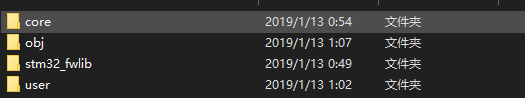 core 2019/1/13 0:54 文件夹
obj 2019/1/13 1:07 文件夹
stm32_fwlib 2019/1/13 0:49 文件夹
user 2019/1/13 1:02 文件夹